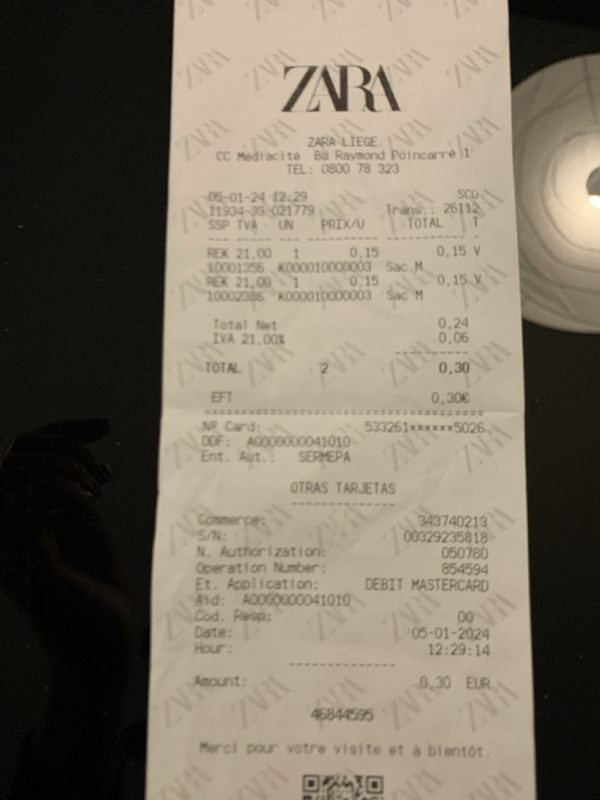 ZARA
ZARA LIEGE
CC Médiacité Bd Raymond Poincarré 1
TEL: 0800 78 323
05-01-24 12:29 SCO
11934-33-021779 Trans.: 26112
SSP TVA UN PRIX/U TOTAL T
REK 21,00 1 0,15 0,15 V
10001356 K000010000003 Sac M
REK 21,00 1 0,15 0,15 V
10002386 K000010000003 Sac M
Total Net 0,24
IVA 21,00% 0,06
TOTAL 2 0,30
EFT 0,30€
Nº Card: 533261******5026
DDF: A0000000041010
Ent. Aut.: SERMEPA
OTRAS TARJETAS
Commerce: 343740213
S/N: 00329235818
N. Authorization: 050780
Operation Number: 854594
Et. Application: DEBIT MASTERCARD
Aid: A0000000041010
Cod. Resp: 00
Date: 05-01-2024
Hour: 12:29:14
Amount: 0,30 EUR
46844595
Merci pour votre visite et à bientôt.